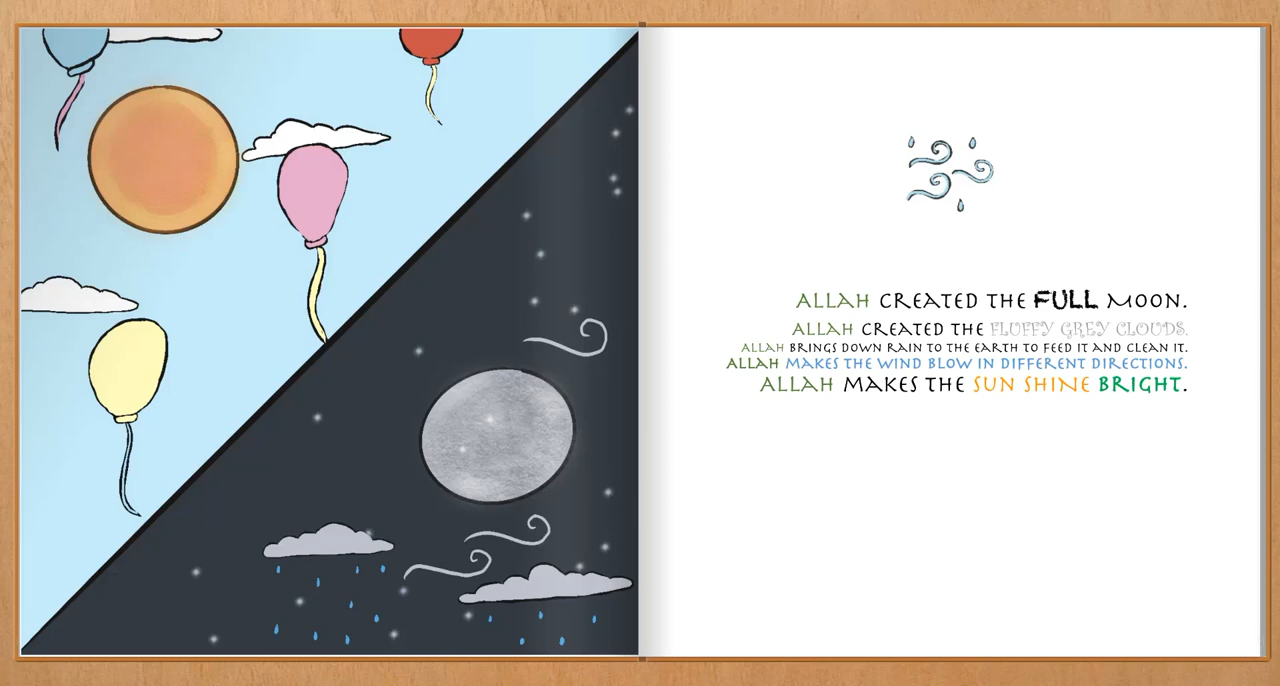 ALLAH CREATED THE FULL MOON.
ALLAH CREATED THE FLUFFY GREY CLOUDS.
ALLAH BRINGS DOWN RAIN TO THE EARTH TO FEED IT AND CLEAN IT.
ALLAH MAKES THE WIND BLOW IN DIFFERENT DIRECTIONS.
ALLAH MAKES THE SUN SHINE BRIGHT.